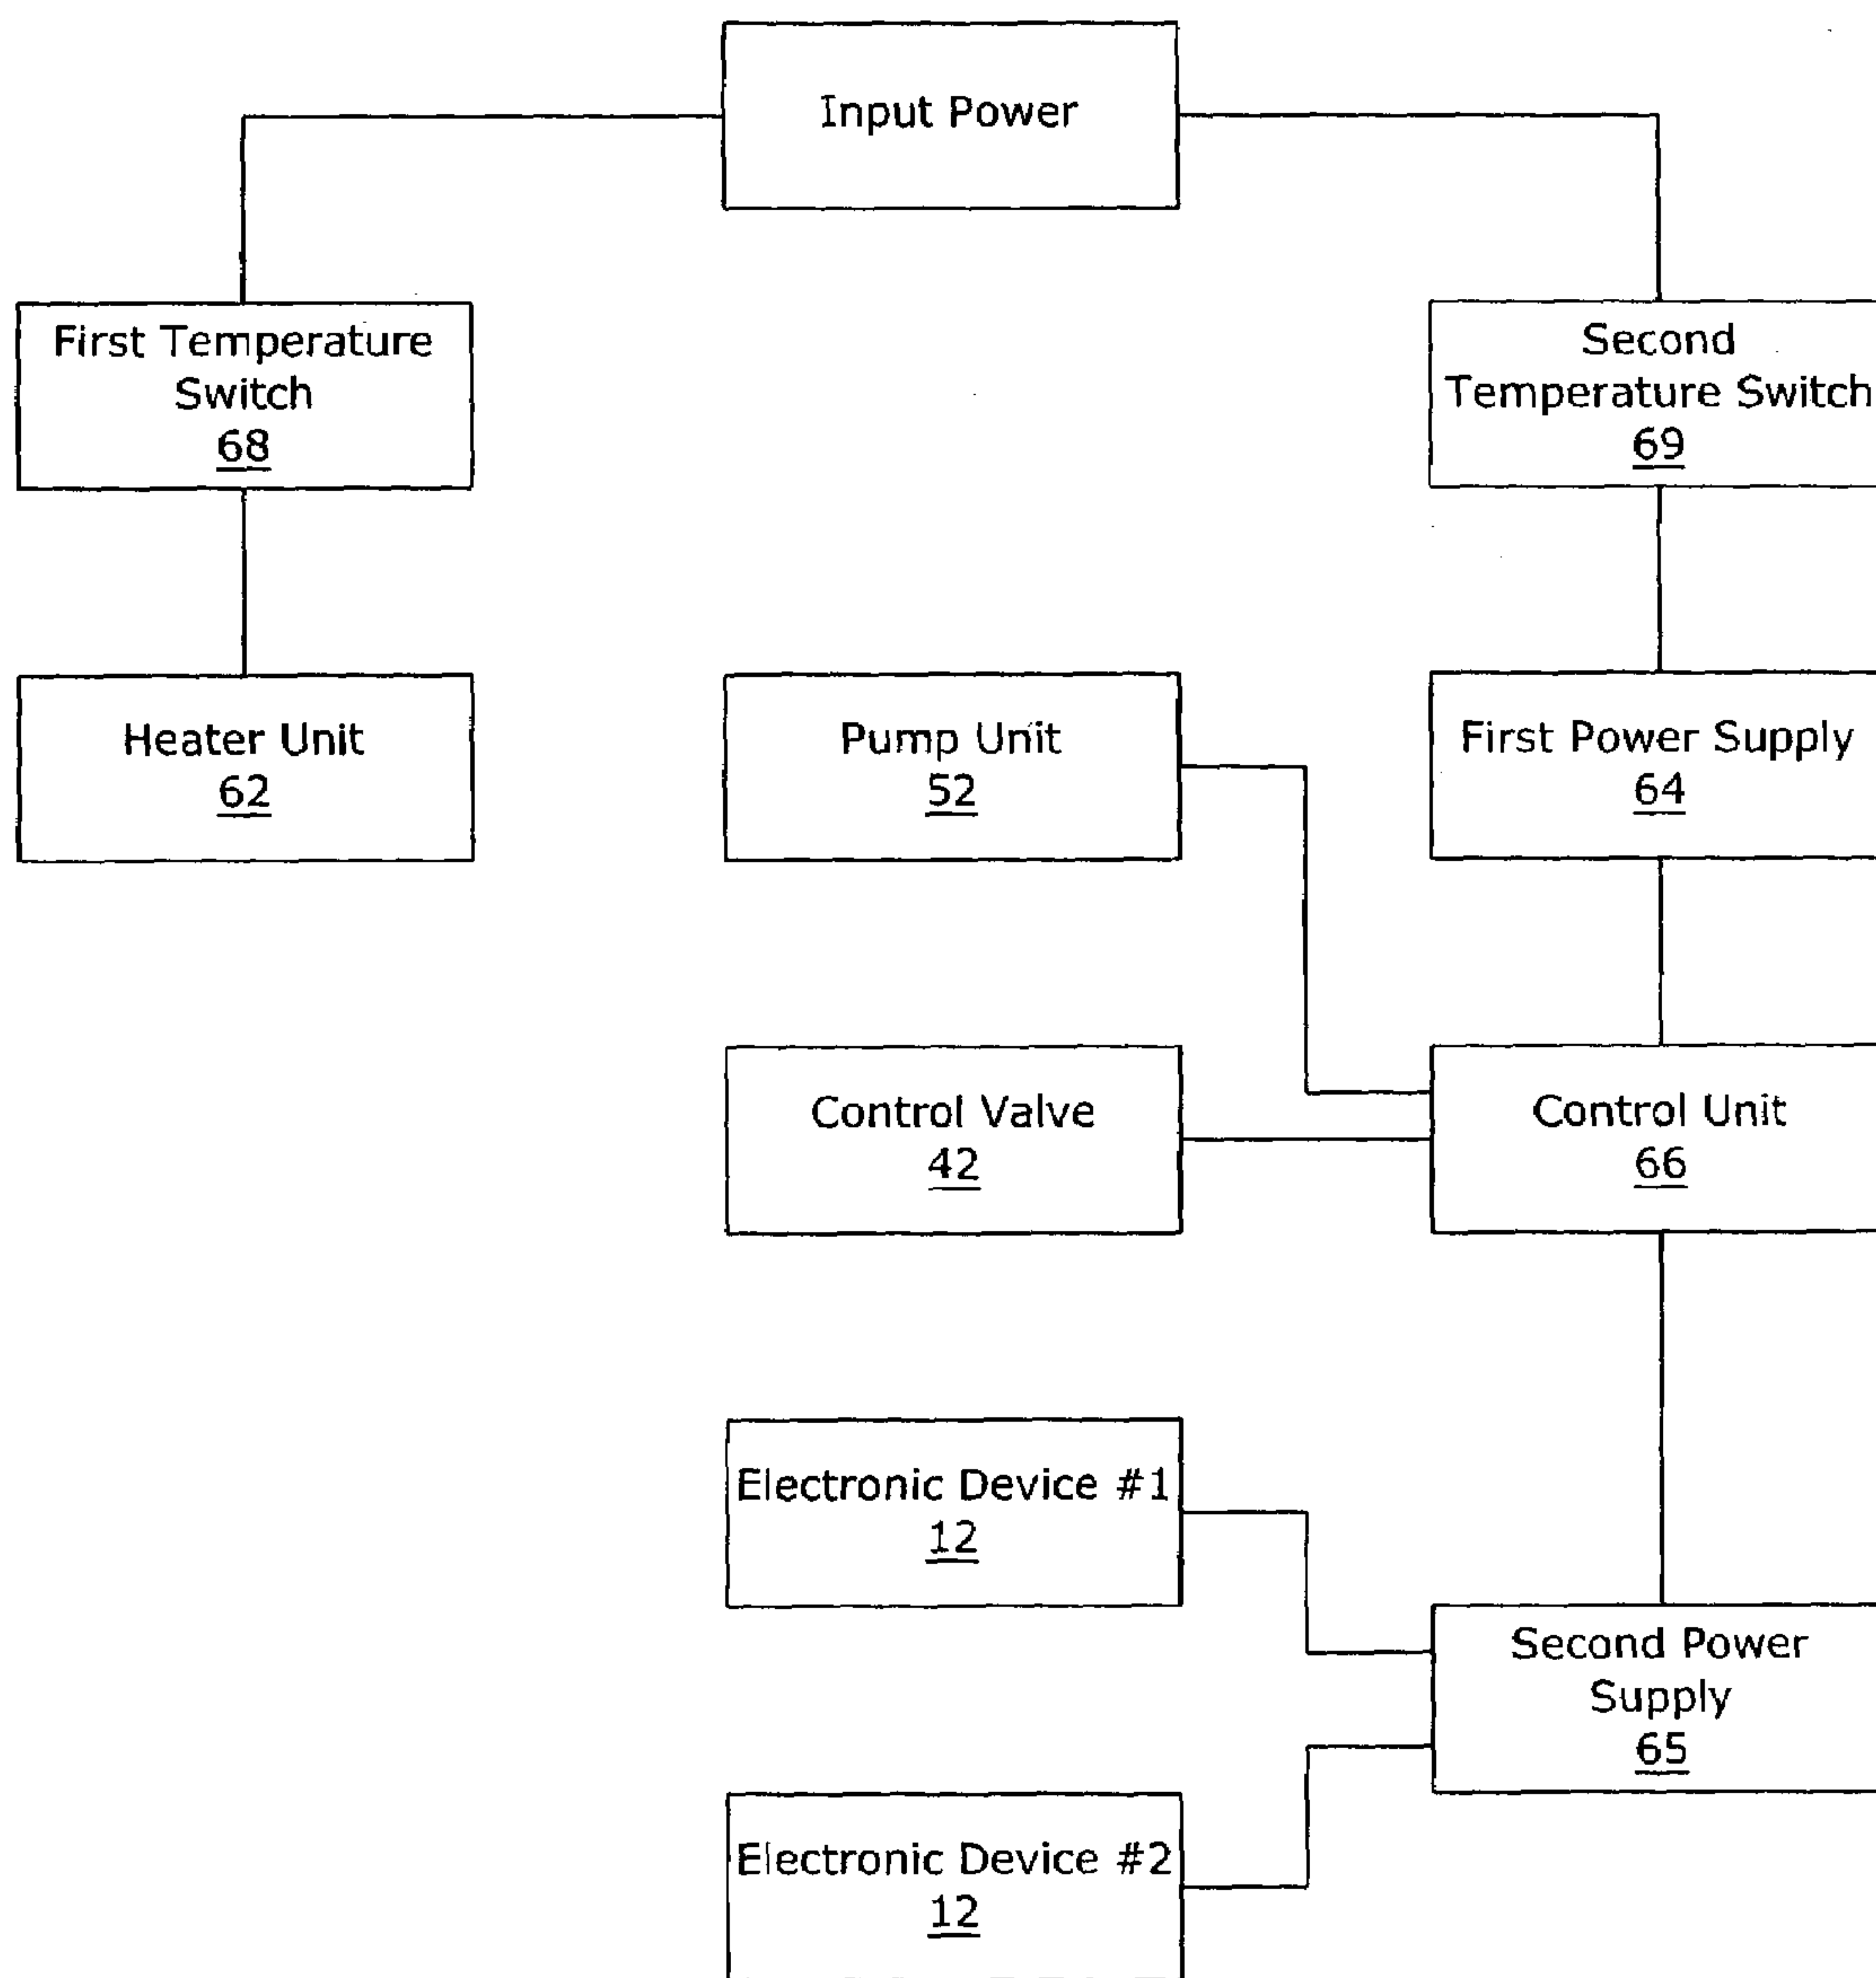 Input Power
First Temperature
Switch
68
Second
Temperature Switch
69
Heater Unit
62
Pump Unit
52
First Power Supply
64
Control Valve
42
Control Unit
66
Electronic Device #1
12
Second Power
Supply
65
Electronic Device #2
12